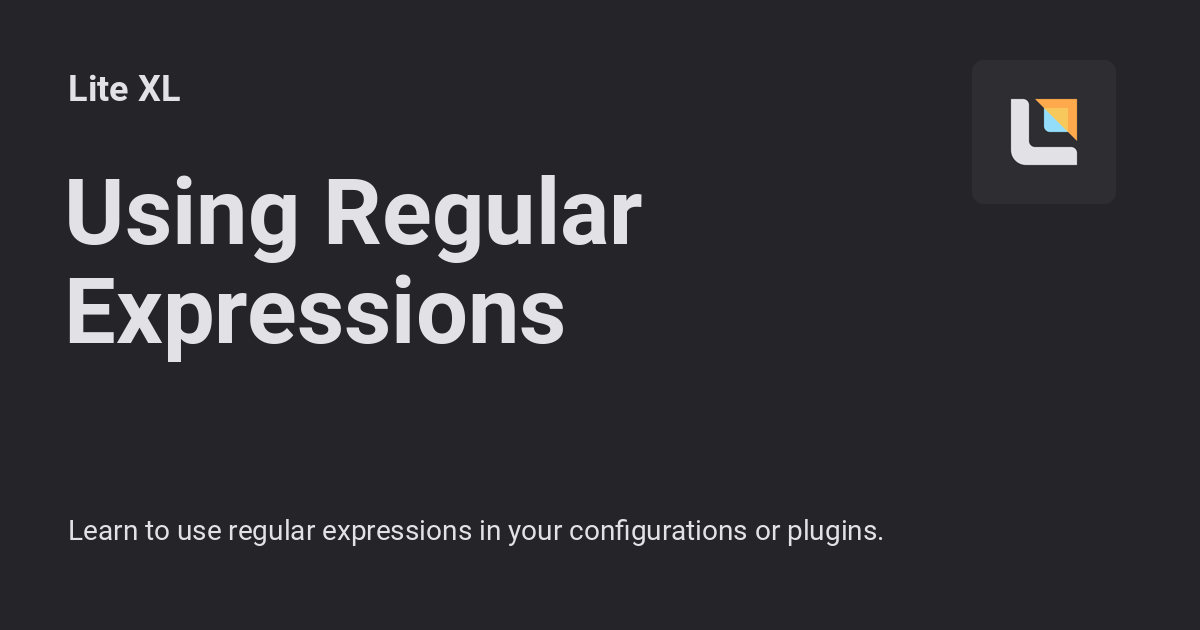 Lite XL
Using Regular
Expressions
Learn to use regular expressions in your configurations or plugins.